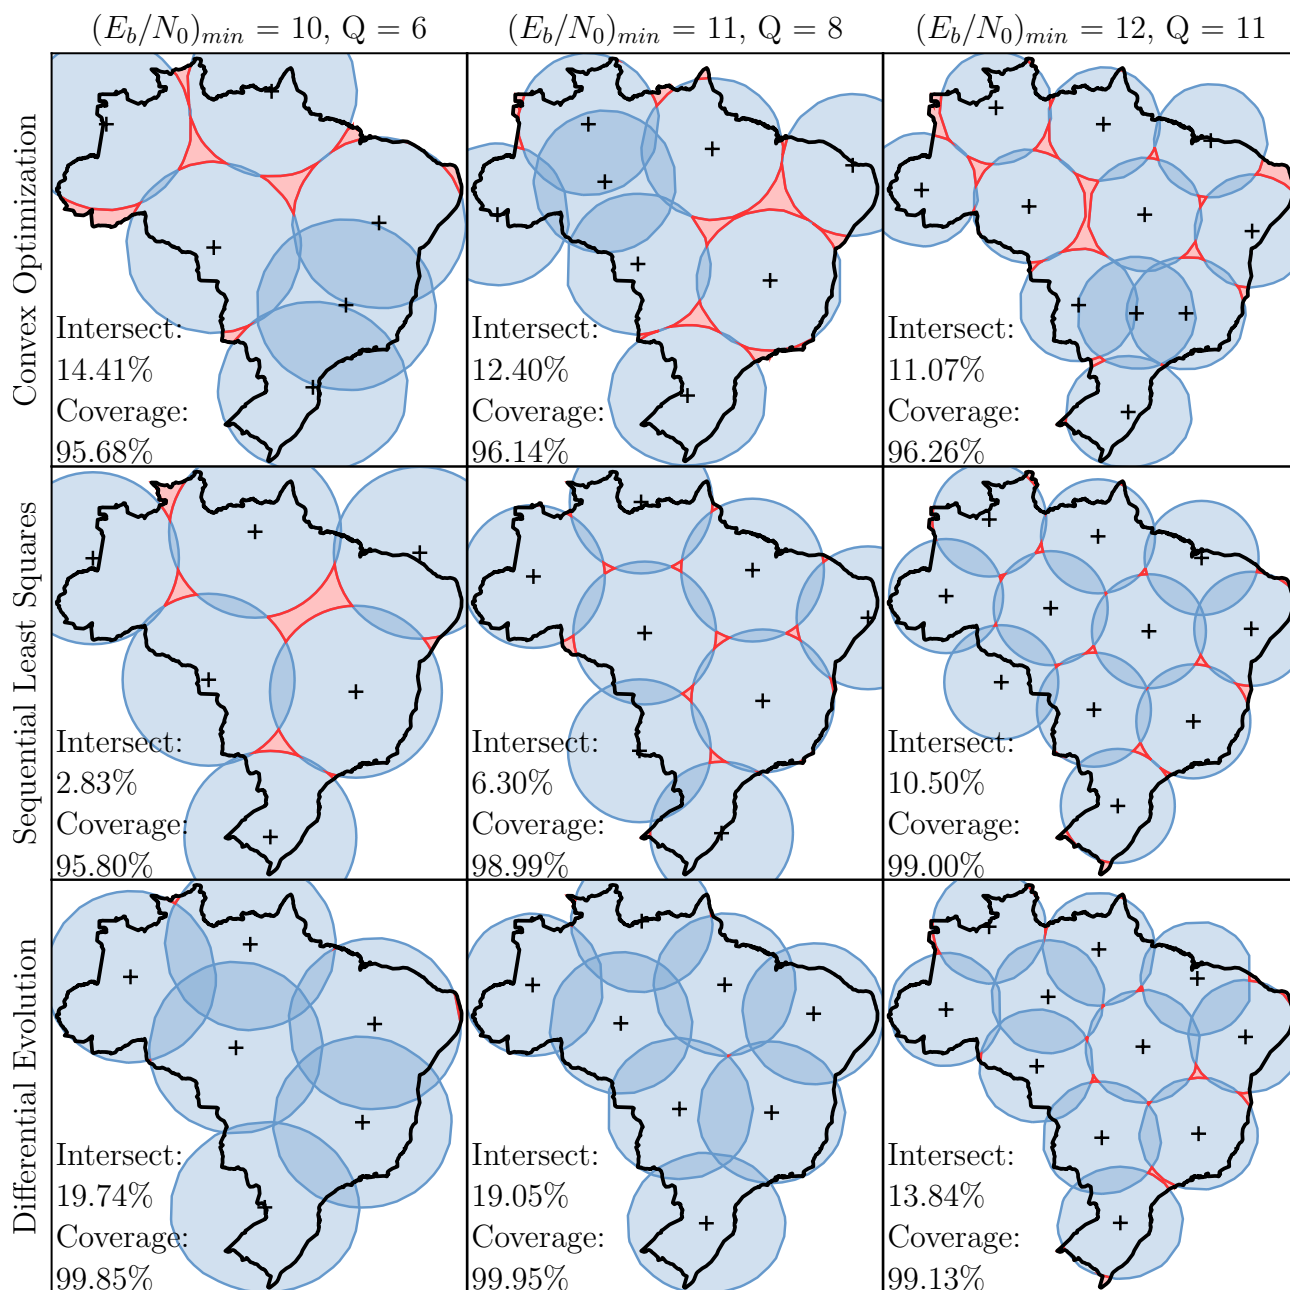 (E_b/N_0)_{min} = 10, Q = 6
(E_b/N_0)_{min} = 11, Q = 8
(E_b/N_0)_{min} = 12, Q = 11
Convex Optimization
Intersect:
14.41%
Coverage:
95.68%
Intersect:
12.40%
Coverage:
96.14%
Intersect:
11.07%
Coverage:
96.26%
Sequential Least Squares
Intersect:
2.83%
Coverage:
95.80%
Intersect:
6.30%
Coverage:
98.99%
Intersect:
10.50%
Coverage:
99.00%
Differential Evolution
Intersect:
19.74%
Coverage:
99.85%
Intersect:
19.05%
Coverage:
99.95%
Intersect:
13.84%
Coverage:
99.13%